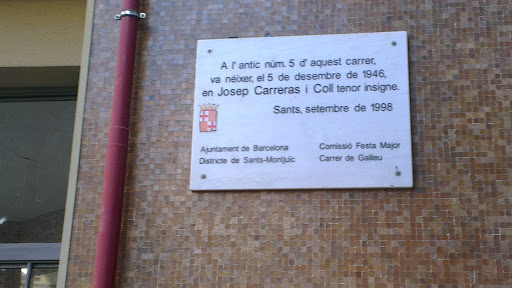 A l' antic núm. 5 d' aquest carrer,
va néixer, el 5 de desembre de 1946,
en Josep Carreras i Coll tenor insigne.
Sants, setembre de 1998
Ajuntament de Barcelona
Districte de Sants-Montjuïc
Comissió Festa Major
Carrer de Galileu